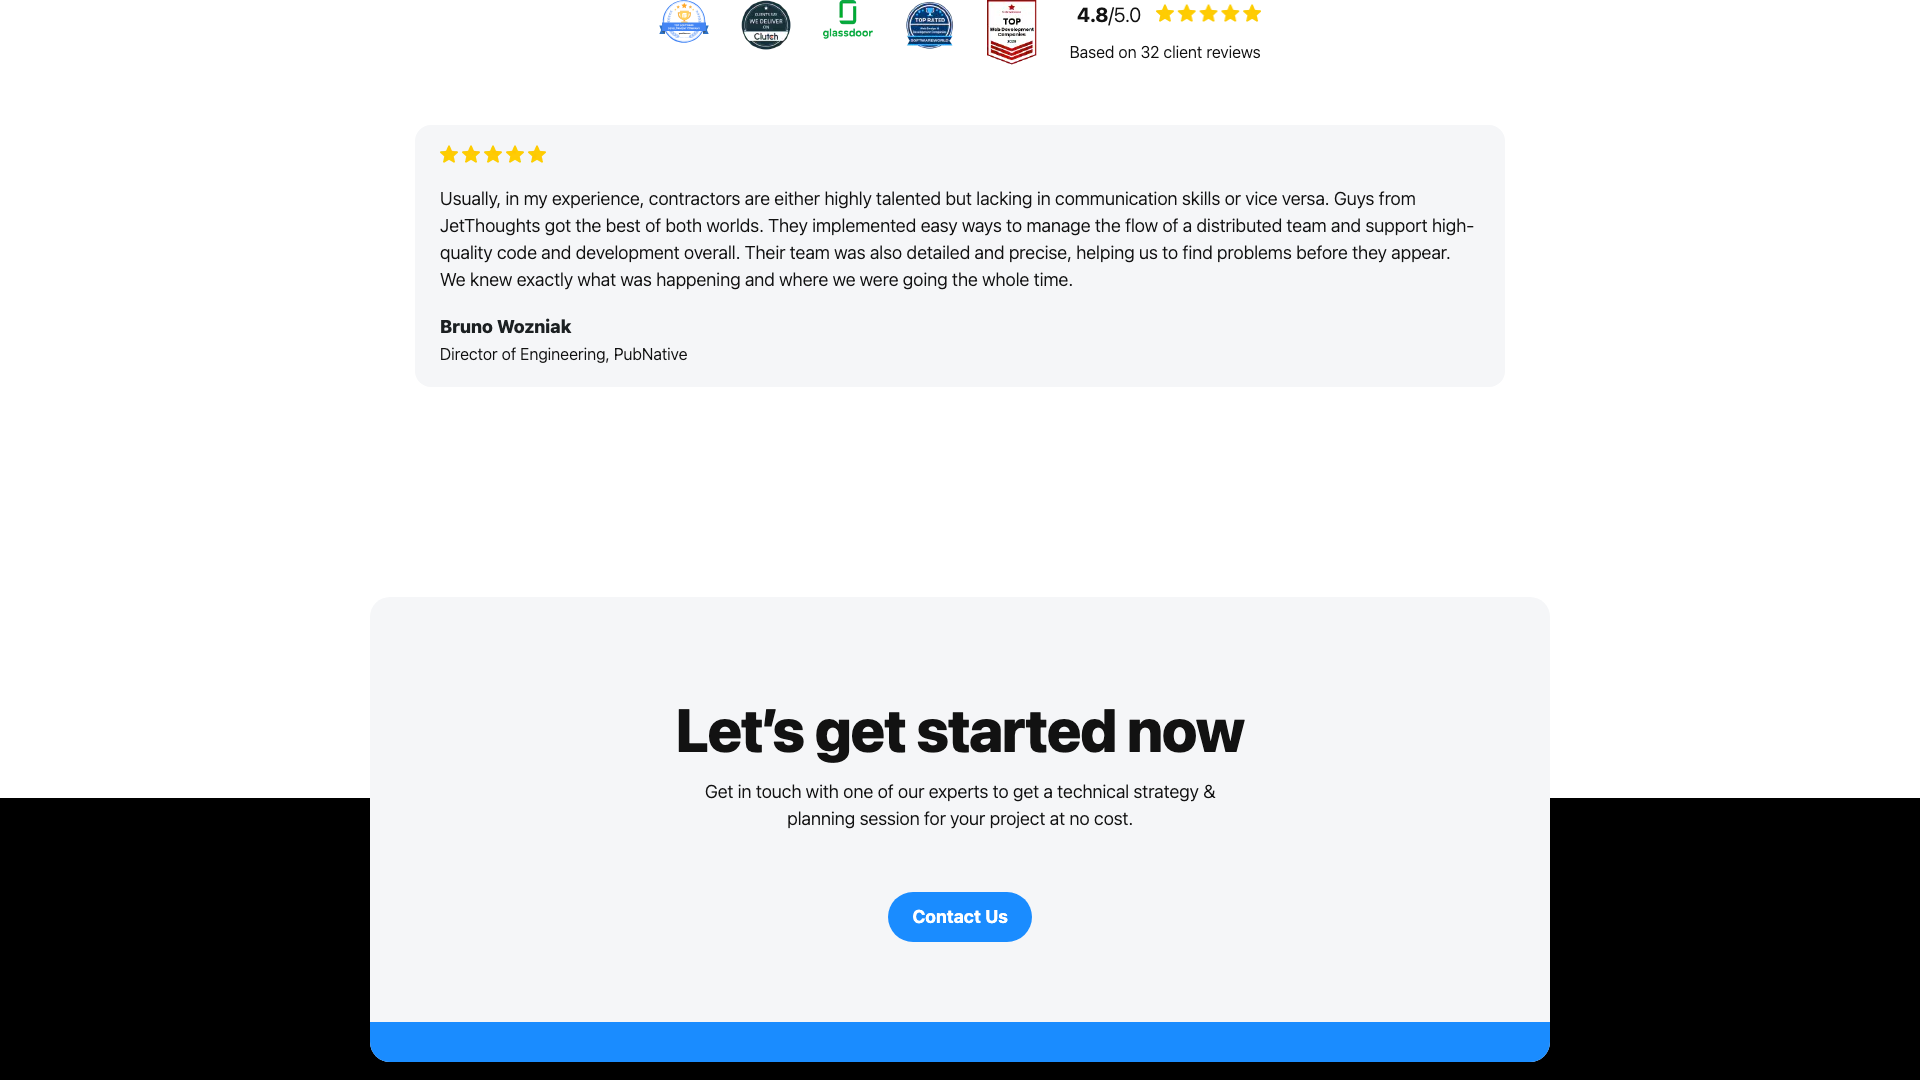 WE DELIVER
ON
Clutch
glassdoor
TOP RATED
TOP
Web Development
Companies
4.8/5.0
Based on 32 client reviews
Usually, in my experience, contractors are either highly talented but lacking in communication skills or vice versa. Guys from
JetThoughts got the best of both worlds. They implemented easy ways to manage the flow of a distributed team and support high-
quality code and development overall. Their team was also detailed and precise, helping us to find problems before they appear.
We knew exactly what was happening and where we were going the whole time.
Bruno Wozniak
Director of Engineering, PubNative
Let’s get started now
Get in touch with one of our experts to get a technical strategy &
planning session for your project at no cost.
Contact Us